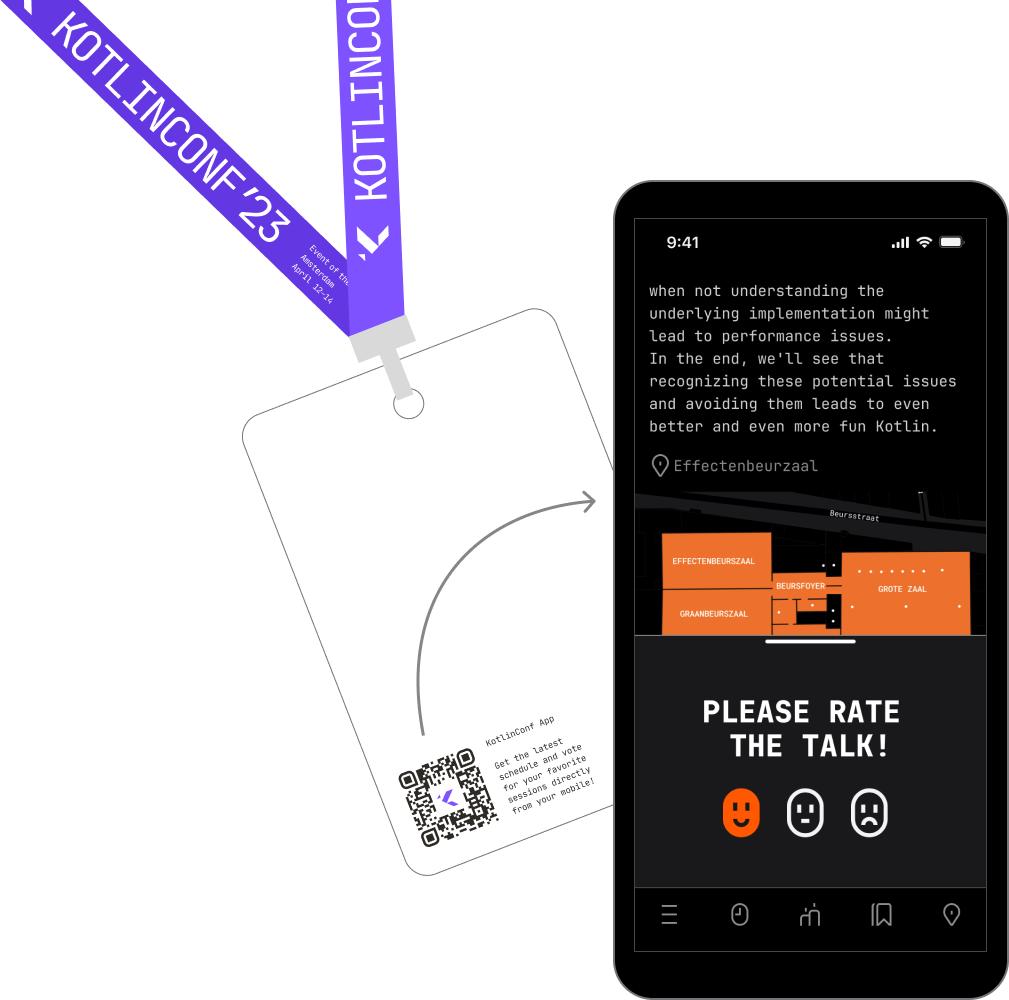 KOTLINCONF'23
Event of the
Amsterdam
April 12–14
KOTLINCO
KotlinConf App
Get the latest
schedule and vote
for your favorite
sessions directly
from your mobile!
9:41
when not understanding the
underlying implementation might
lead to performance issues.
In the end, we'll see that
recognizing these potential issues
and avoiding them leads to even
better and even more fun Kotlin.
Effectenbeurzaal
Beursstraat
EFFECTENBEURSZAAL
BEURSFOYER
GROTE ZAAL
GRAANBEURSZAAL
PLEASE RATE
THE TALK!